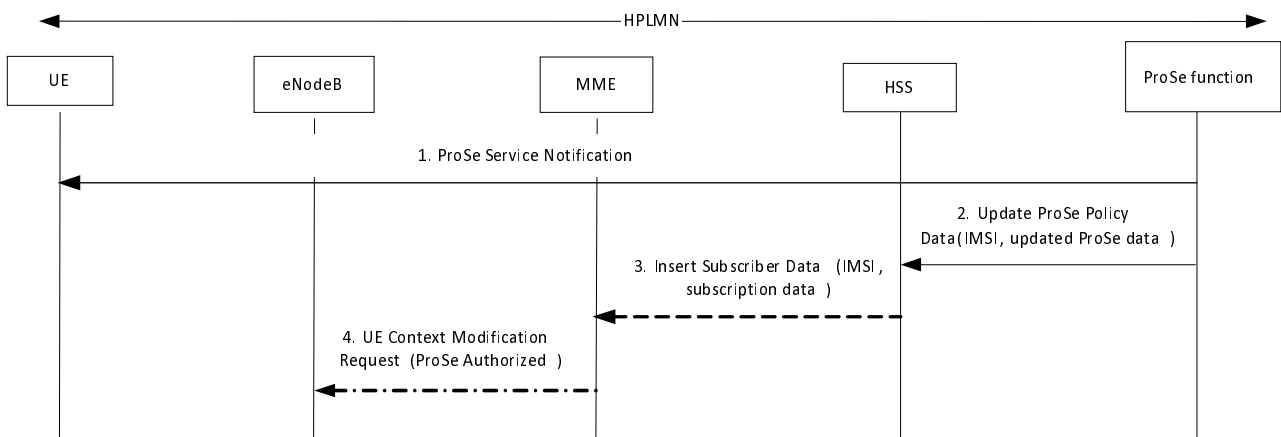 HPLMN
UE
eNodeB
MME
HSS
ProSe function
1. ProSe Service Notification
2. Update ProSe Policy
Data(IMSI, updated ProSe data )
3. Insert Subscriber Data (IMSI,
subscription data )
4. UE Context Modification
Request (ProSe Authorized )